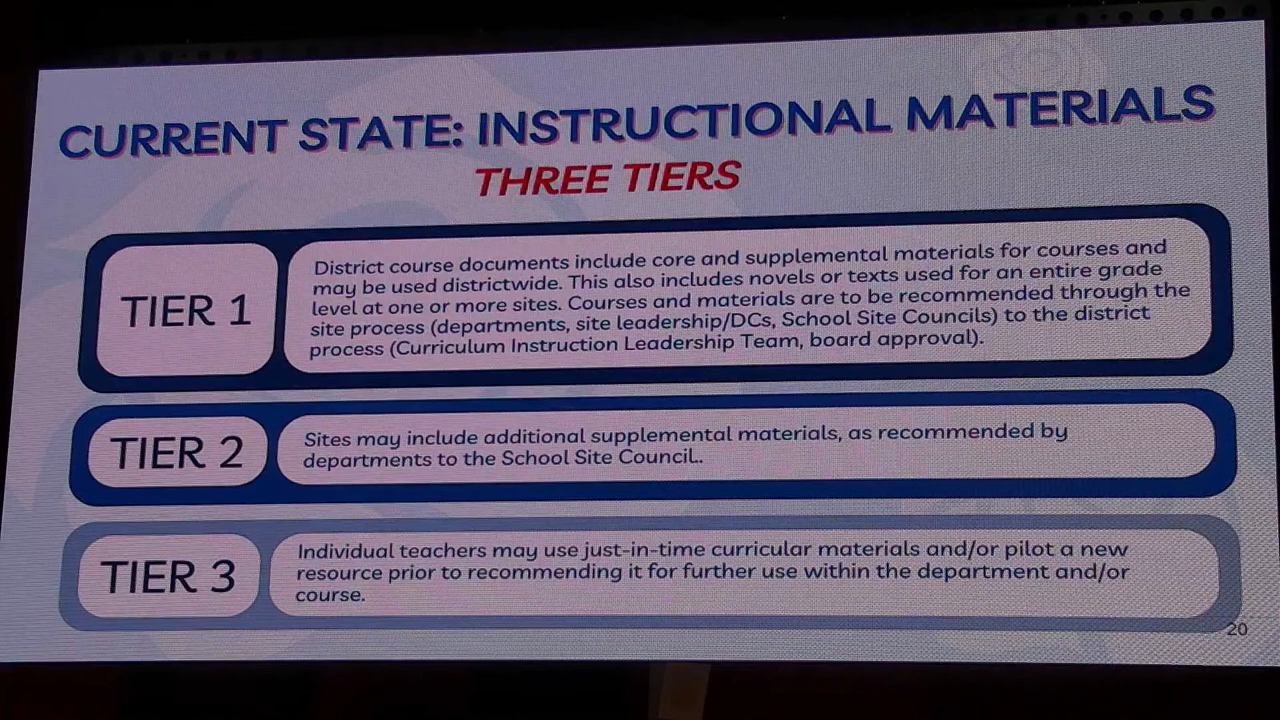 CURRENT STATE: INSTRUCTIONAL MATERIALS
THREE TIERS
TIER 1
District course documents include core and supplemental materials for courses and
may be used districtwide. This also includes novels or texts used for an entire grade
level at one or more sites. Courses and materials are to be recommended through the
site process (departments, site leadership/DCs, School Site Councils) to the district
process (Curriculum Instruction Leadership Team, board approval).
TIER 2
Sites may include additional supplemental materials, as recommended by
departments to the School Site Council..
TIER 3
Individual teachers may use just-in-time curricular materials and/or pilot a new
resource prior to recommending it for further use within the department and/or
course.
20